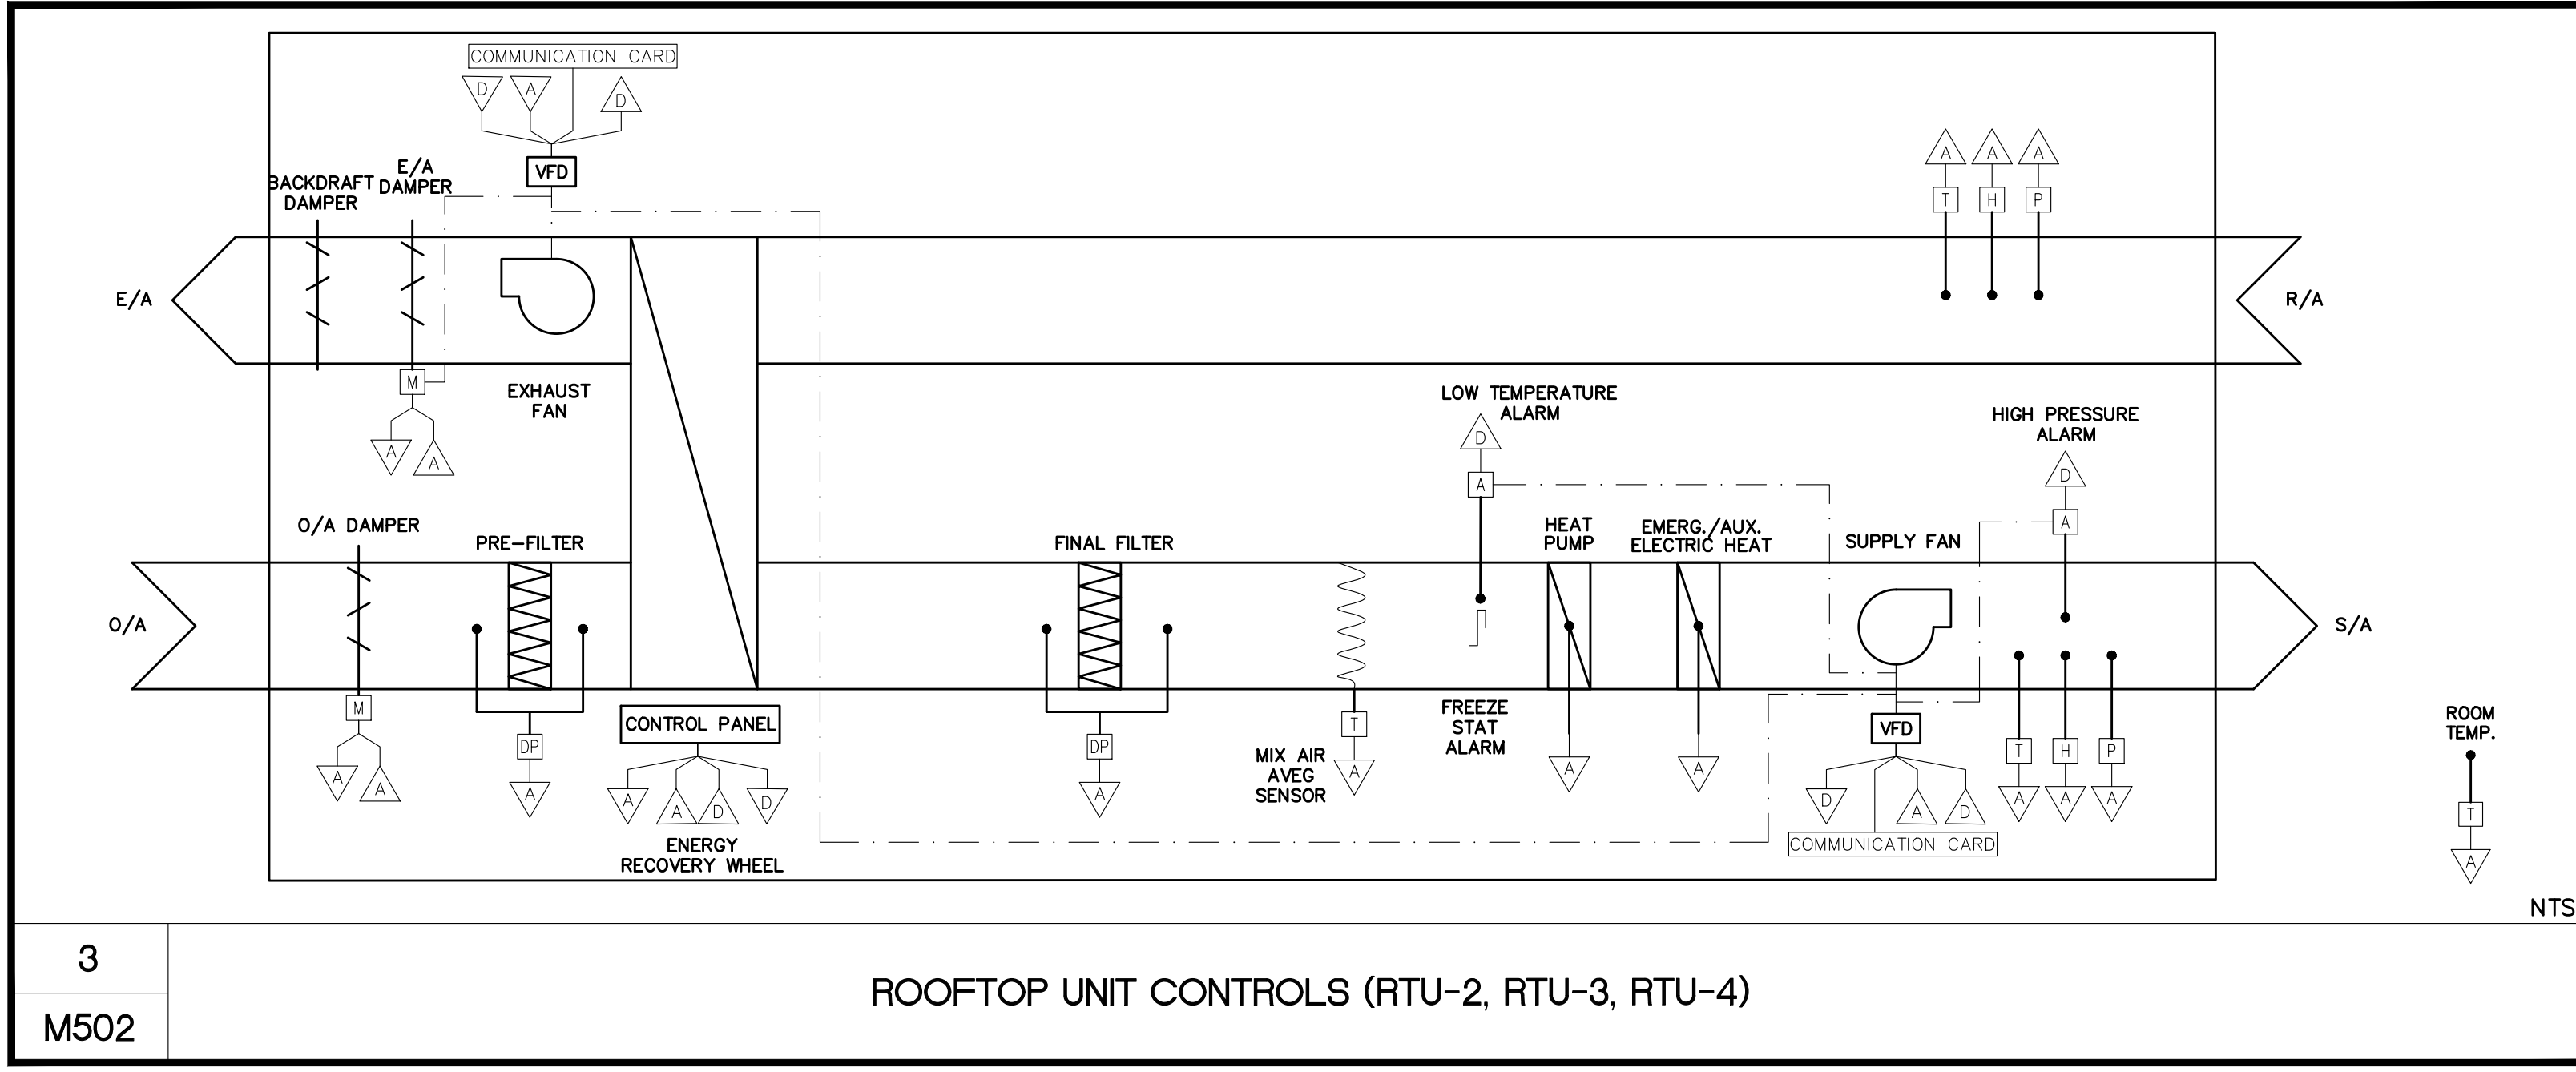 COMMUNICATION CARD
D
A
D
VFD
BACKDRAFT
DAMPER
E/A
DAMPER
A
A
A
T
H
P
E/A
R/A
M
A
A
EXHAUST
FAN
LOW TEMPERATURE
ALARM
D
A
HIGH PRESSURE
ALARM
D
A
O/A DAMPER
PRE-FILTER
FINAL FILTER
HEAT
PUMP
EMERG./AUX.
ELECTRIC HEAT
SUPPLY FAN
O/A
S/A
M
A
A
DP
A
CONTROL PANEL
A
A
D
D
ENERGY
RECOVERY WHEEL
DP
A
MIX AIR
AVEG
SENSOR
T
A
FREEZE
STAT
ALARM
A
A
VFD
D
A
D
COMMUNICATION CARD
T
H
P
A
A
A
ROOM
TEMP.
T
A
NTS
3
M502
ROOFTOP UNIT CONTROLS (RTU-2, RTU-3, RTU-4)